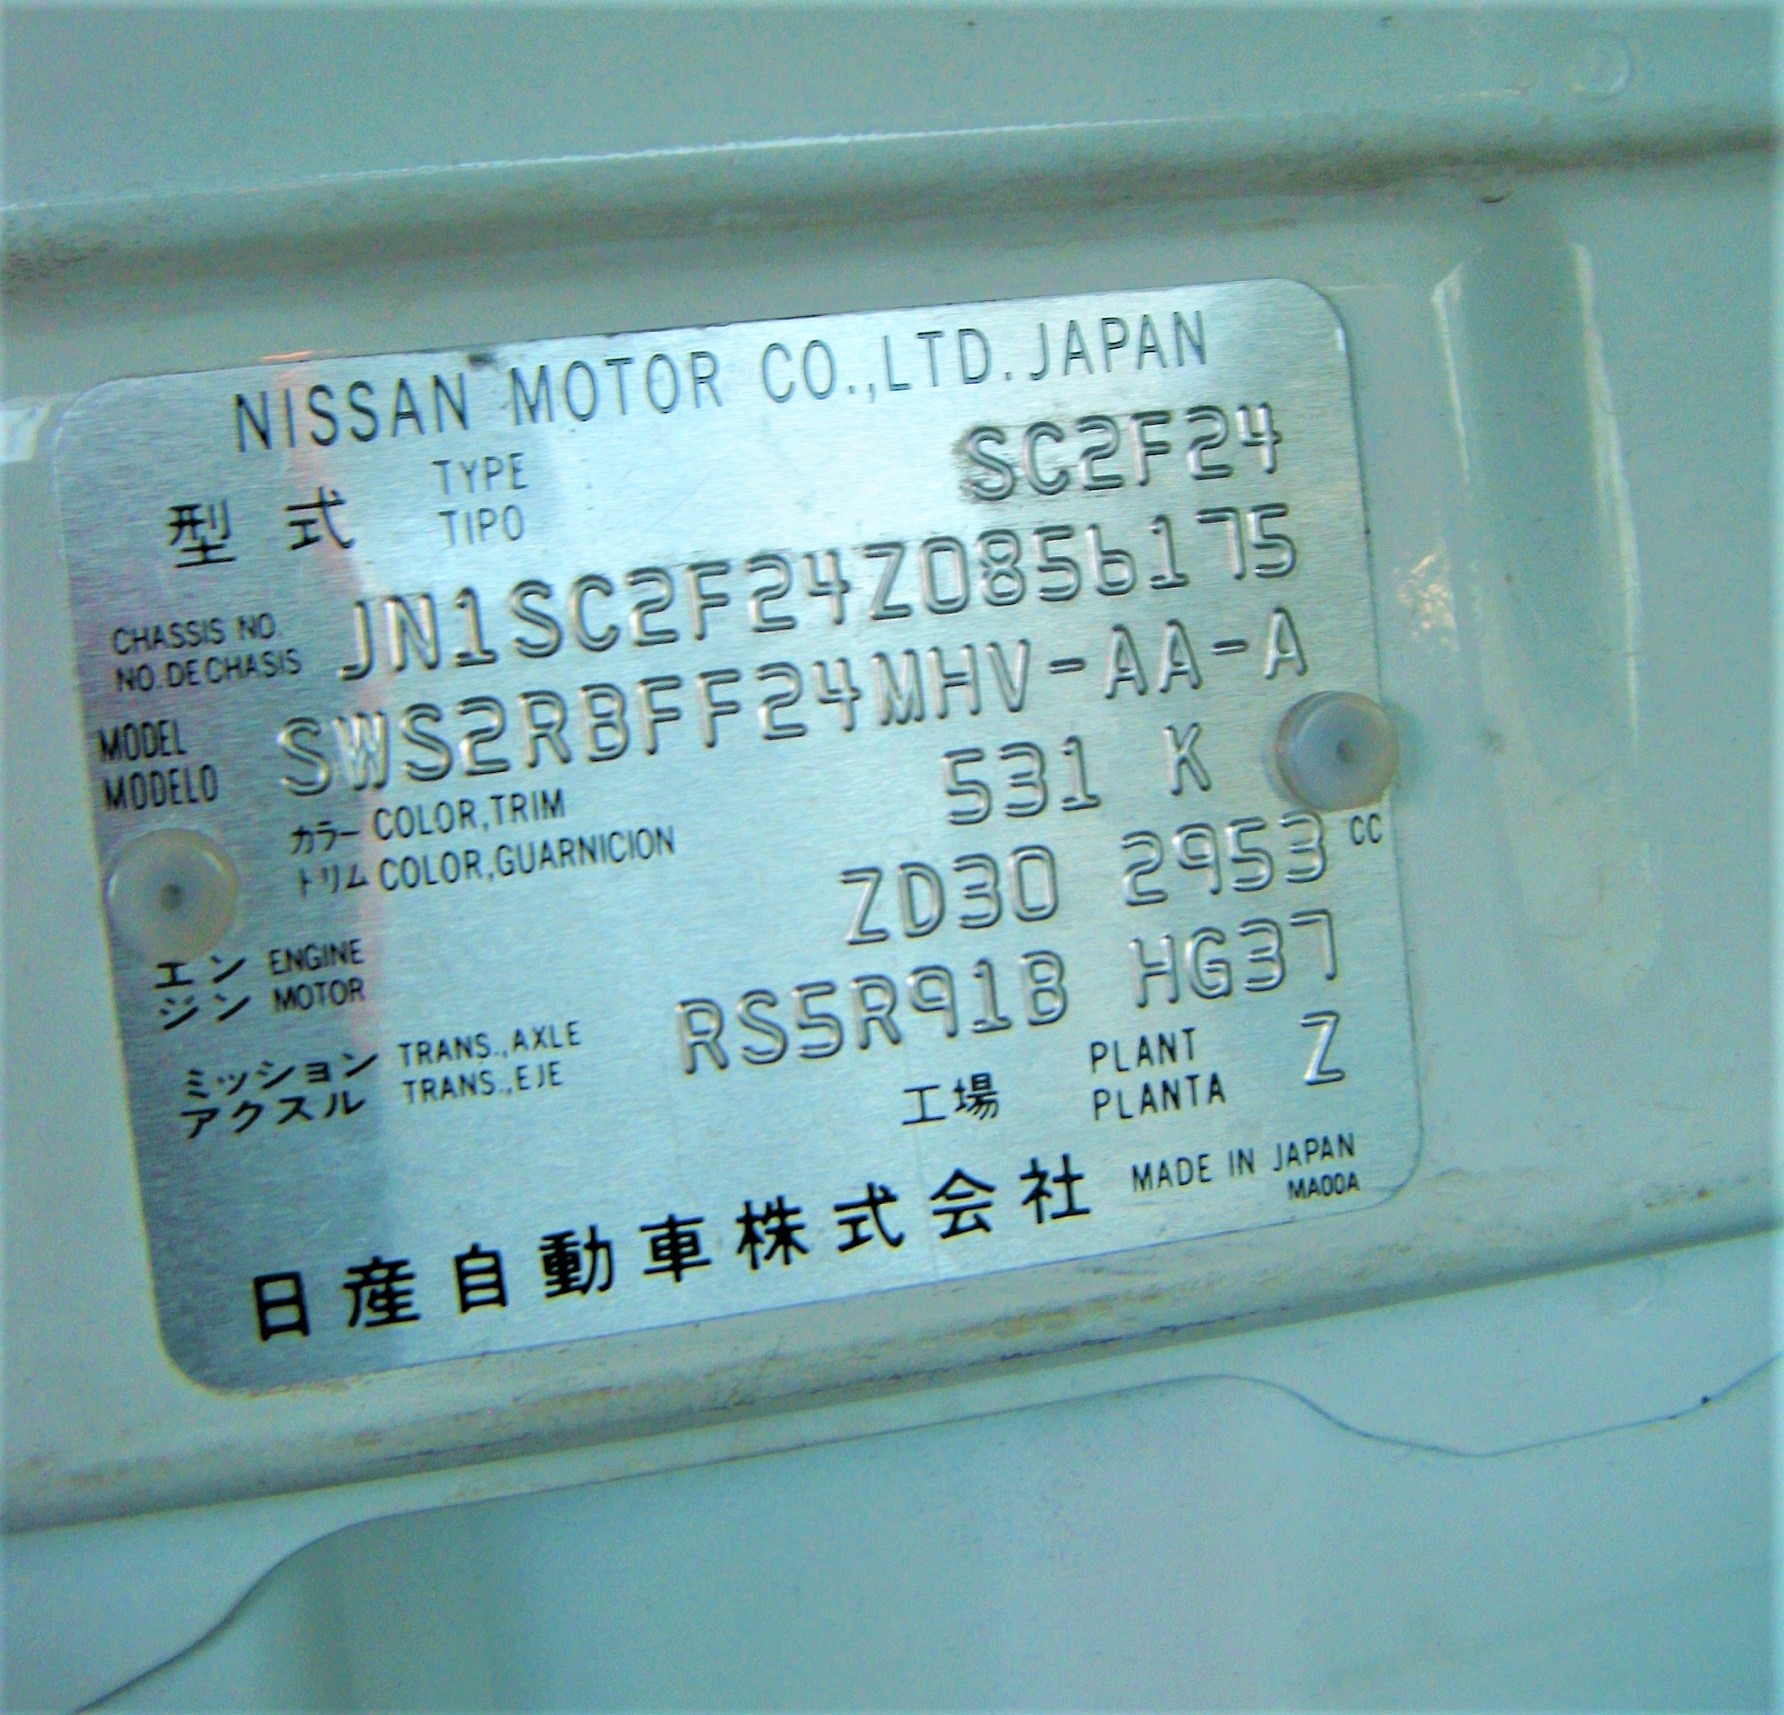 NISSAN MOTOR CO.,LTD.JAPAN
型式 TYPE TIPO SC2F24
CHASSIS NO. NO.DE CHASIS JN1SC2F24Z0856175
MODEL MODELO SWS2RBFF24MHV-AA-A
カラー COLOR,TRIM
トリム COLOR,GUARNICION 531 K
エンジン ENGINE MOTOR ZD30 2953 CC
ミッション TRANS.,AXLE
アクスル TRANS.,EJE RS5R91B HG37
工場 PLANT PLANTA Z
日産自動車株式会社 MADE IN JAPAN
MA00A